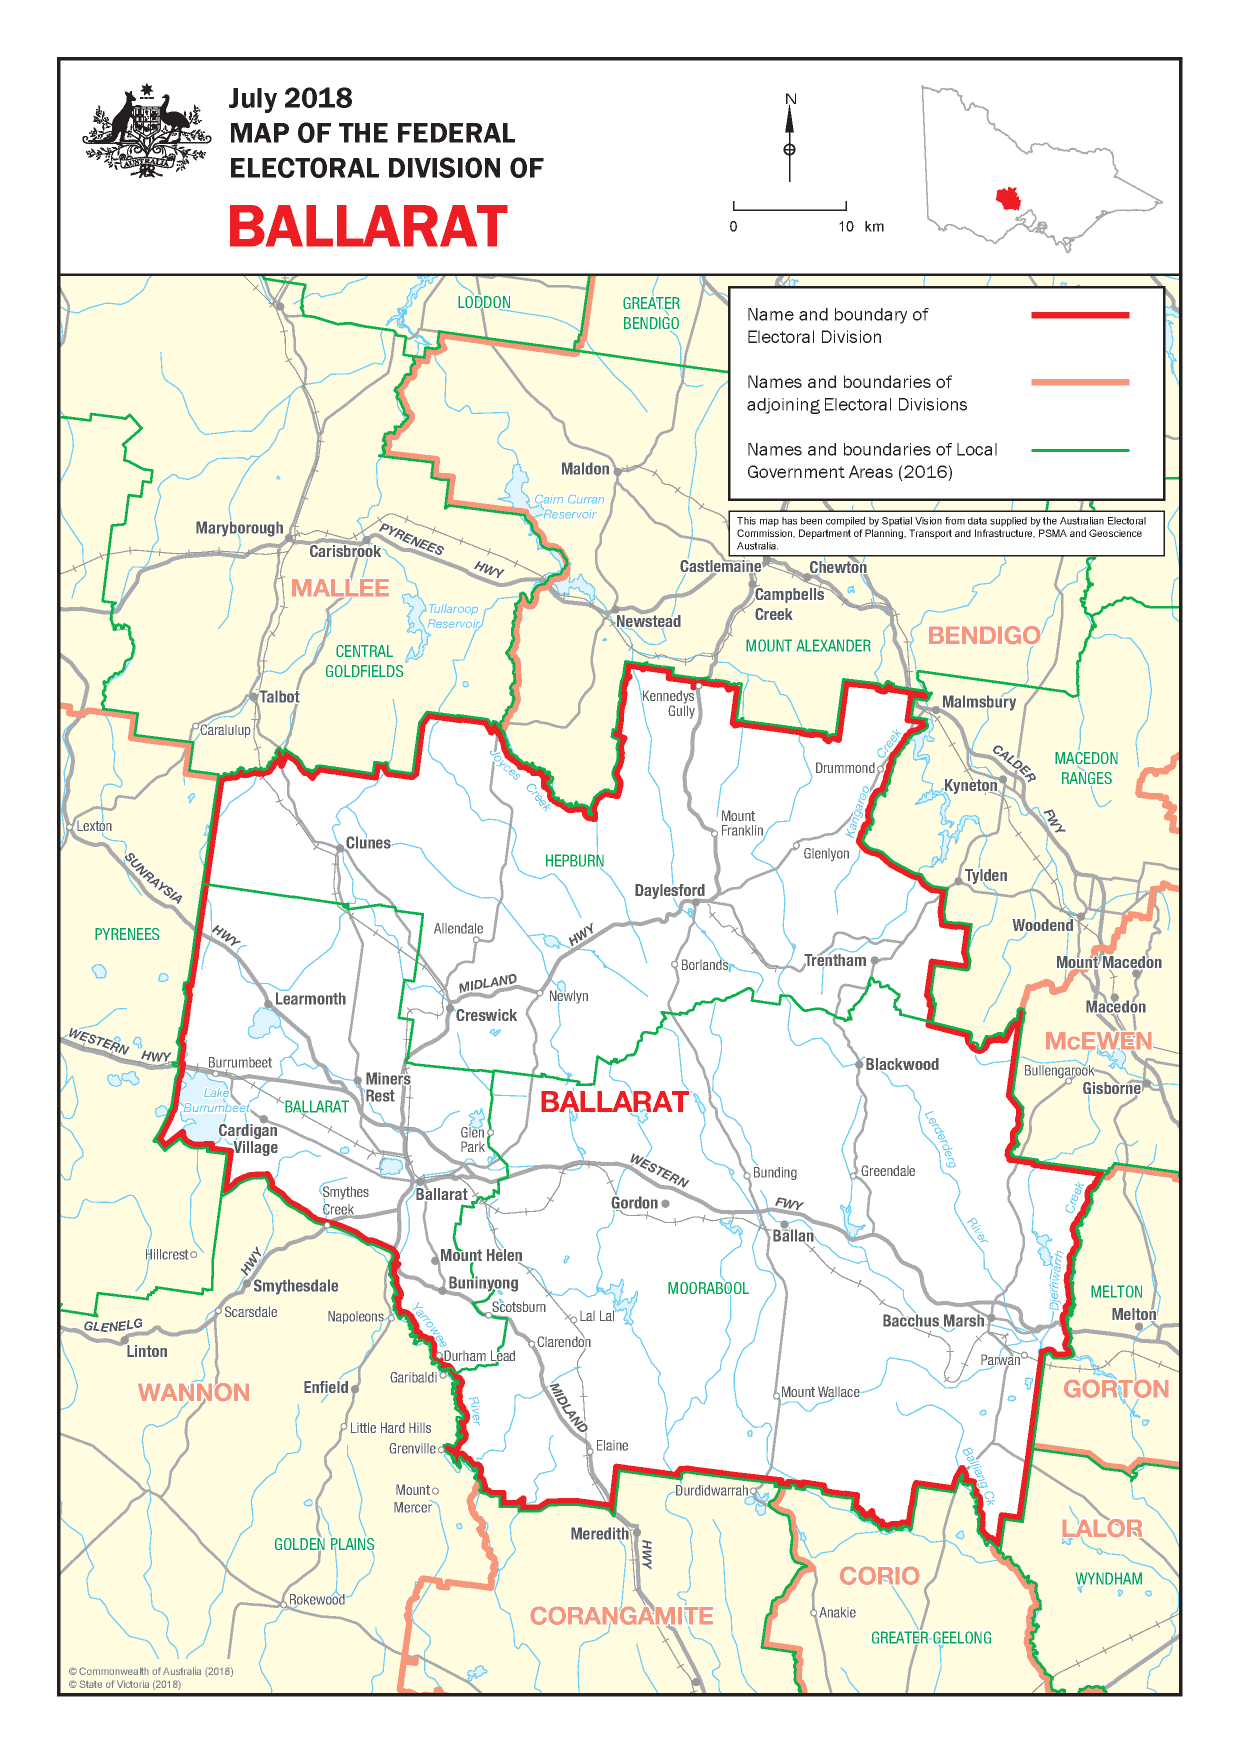 July 2018
MAP OF THE FEDERAL
ELECTORAL DIVISION OF
BALLARAT
AUSTRALIA
N
0 10 km
Name and boundary of
Electoral Division
Names and boundaries of
adjoining Electoral Divisions
Names and boundaries of Local
Government Areas (2016)
This map has been compiled by Spatial Vision from data supplied by the Australian Electoral
Commission, Department of Planning, Transport and Infrastructure, PSMA and Geoscience
Australia.
LODDON
GREATER
BENDIGO
Maldon
Cairn Curran
Reservoir
Maryborough
Carisbrook
PYRENEES
HWY
MALLEE
Tullaroop
Reservoir
CENTRAL
GOLDFIELDS
Castlemaine
Chewton
Campbells
Creek
Newstead
MOUNT ALEXANDER
BENDIGO
Talbot
Caralulup
Kennedys
Gully
Malmsbury
Joyces
Creek
Drummond
Kangaroo
Creek
CALDER
FWY
MACEDON
RANGES
Kyneton
Lexton
SUNRAYSIA
HWY
Clunes
Mount
Franklin
Glenlyon
HEPBURN
Daylesford
Tylden
PYRENEES
Allendale
HWY
Woodend
Borlands
Trentham
Mount Macedon
MIDLAND
Newlyn
Learmonth
Creswick
Macedon
WESTERN
HWY
McEWEN
Burrumbeet
Blackwood
Bullengarook
Gisborne
Miners
Rest
Lake
Burrumbeet
BALLARAT
BALLARAT
Cardigan
Village
Glen
Park
Lerderderg
River
WESTERN
FWY
Bunding
Greendale
Smythes
Creek
Ballarat
Gordon
Ballan
Djerriwarrh
Creek
Hillcrest
HWY
Mount Helen
Smythesdale
Buninyong
MOORABOOL
MELTON
Scarsdale
Napoleons
Yarrowee
River
Scotsburn
Lal Lal
Bacchus Marsh
Melton
GLENELG
Linton
Clarendon
Durham Lead
Parwan
WANNON
Garibaldi
Enfield
MIDLAND
Mount Wallace
GORTON
Little Hard Hills
Grenville
Elaine
Balliang Ck
Mount
Mercer
Durdidwarrah
Meredith
HWY
LALOR
GOLDEN PLAINS
CORIO
WYNDHAM
Rokewood
CORANGAMITE
Anakie
GREATER GEELONG
© Commonwealth of Australia (2018)
© State of Victoria (2018)